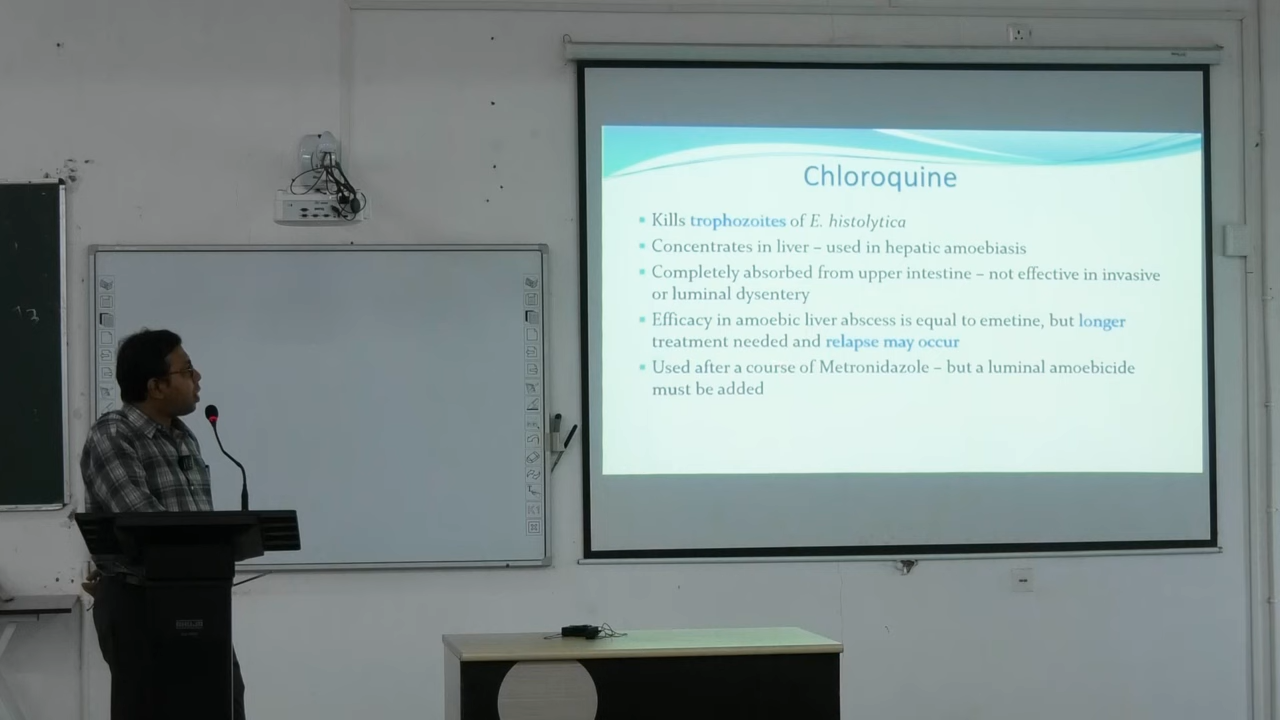 Chloroquine
Kills trophozoites of E. histolytica
Concentrates in liver – used in hepatic amoebiasis
Completely absorbed from upper intestine – not effective in invasive
or luminal dysentery
Efficacy in amoebic liver abscess is equal to emetine, but longer
treatment needed and relapse may occur
Used after a course of Metronidazole – but a luminal amoebicide
must be added